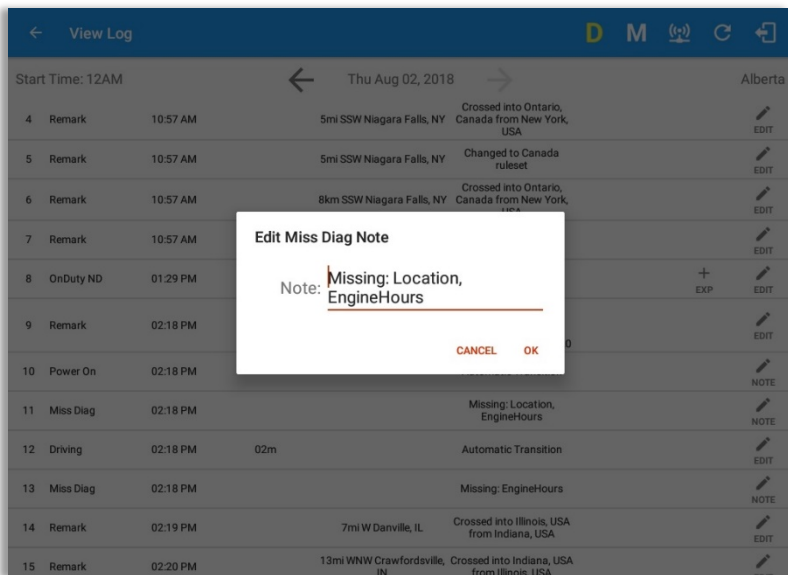 View Log
D M
Start Time: 12AM
Thu Aug 02, 2018
Alberta
4 Remark 10:57 AM 5mi SSW Niagara Falls, NY Crossed into Ontario, Canada from New York, USA EDIT
5 Remark 10:57 AM 5mi SSW Niagara Falls, NY Changed to Canada ruleset EDIT
6 Remark 10:57 AM 8km SSW Niagara Falls, NY Crossed into Ontario, Canada from New York, USA EDIT
7 Remark 10:57 AM EDIT
8 OnDuty ND 01:29 PM EXP EDIT
9 Remark 02:18 PM 0 EDIT
10 Power On 02:18 PM NOTE
11 Miss Diag 02:18 PM Missing: Location, EngineHours NOTE
12 Driving 02:18 PM 02m Automatic Transition EDIT
13 Miss Diag 02:18 PM Missing: EngineHours NOTE
14 Remark 02:19 PM 7mi W Danville, IL Crossed into Illinois, USA from Indiana, USA EDIT
15 Remark 02:20 PM 13mi WNW Crawfordsville, IN Crossed into Indiana, USA from Illinois, USA
Edit Miss Diag Note
Note: Missing: Location,
EngineHours
CANCEL OK